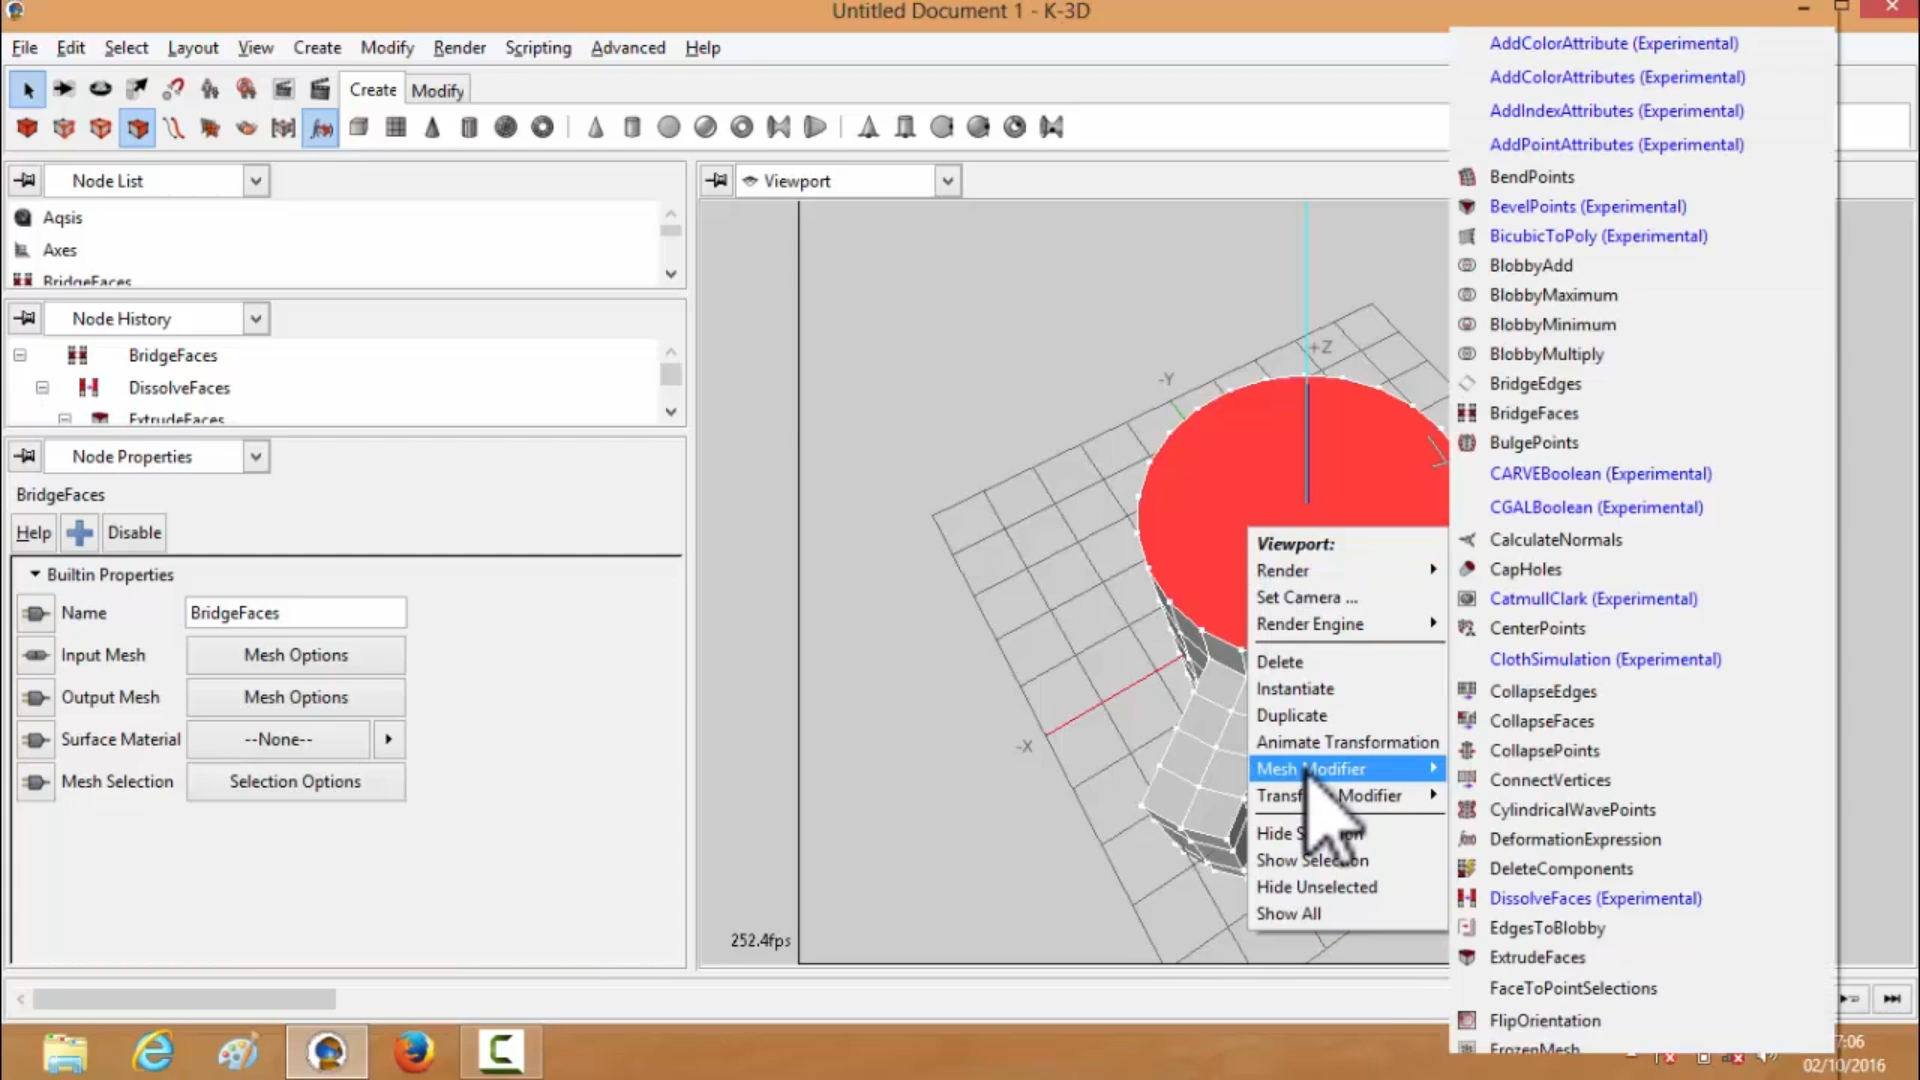 Untitled Document 1 - K-3D
File Edit Select Layout View Create Modify Render Scripting Advanced Help
Create Modify
Node List
Aqsis
Axes
BridgeFaces
Node History
BridgeFaces
DissolveFaces
ExtrudeFaces
Node Properties
BridgeFaces
Help Disable
Builtin Properties
Name BridgeFaces
Input Mesh Mesh Options
Output Mesh Mesh Options
Surface Material --None--
Mesh Selection Selection Options
Viewport
+Z
-Y
-X
252.4fps
Viewport:
Render
Set Camera ...
Render Engine
Delete
Instantiate
Duplicate
Animate Transformation
Mesh Modifier
Modifier
Hide
Show Selection
Hide Unselected
Show All
AddColorAttribute (Experimental)
AddColorAttributes (Experimental)
AddIndexAttributes (Experimental)
AddPointAttributes (Experimental)
BendPoints
BevelPoints (Experimental)
BicubicToPoly (Experimental)
BlobbyAdd
BlobbyMaximum
BlobbyMinimum
BlobbyMultiply
BridgeEdges
BridgeFaces
BulgePoints
CARVEBoolean (Experimental)
CGALBoolean (Experimental)
CalculateNormals
CapHoles
CatmullClark (Experimental)
CenterPoints
ClothSimulation (Experimental)
CollapseEdges
CollapseFaces
CollapsePoints
ConnectVertices
CylindricalWavePoints
DeformationExpression
DeleteComponents
DissolveFaces (Experimental)
EdgesToBlobby
ExtrudeFaces
FaceToPointSelections
FlipOrientation
FrozenMesh
7:06
02/10/2016